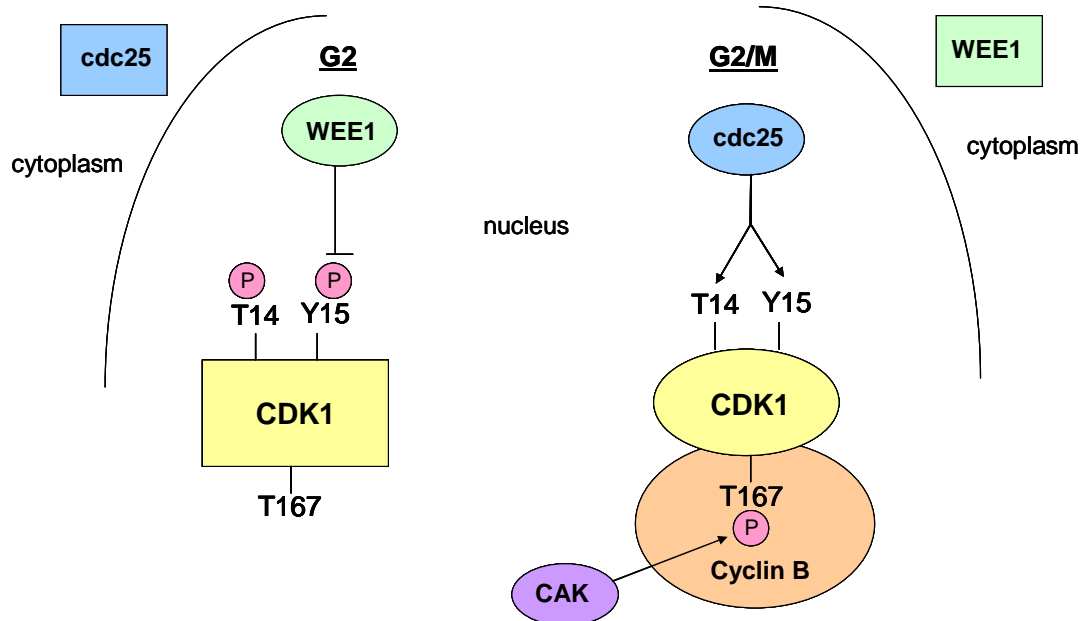 cdc25
G2
G2/M
WEE1
WEE1
cdc25
cytoplasm
cytoplasm
nucleus
P
P
T14
Y15
T14
Y15
CDK1
CDK1
T167
T167
P
Cyclin B
CAK